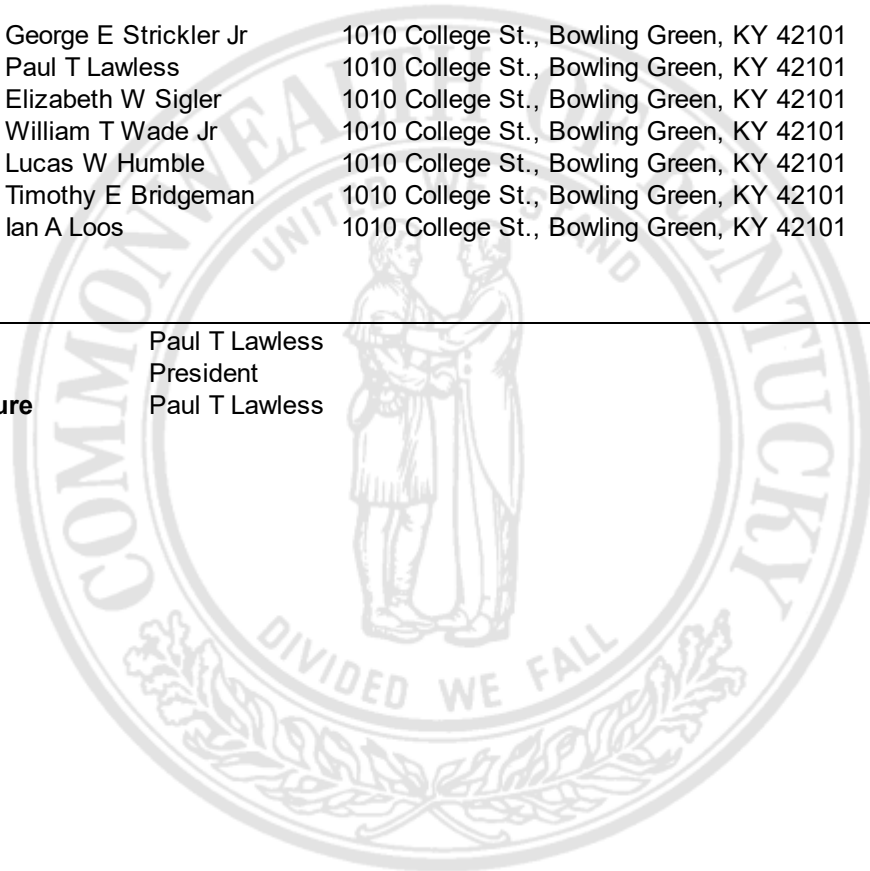 George E Strickler Jr 1010 College St., Bowling Green, KY 42101
Paul T Lawless 1010 College St., Bowling Green, KY 42101
Elizabeth W Sigler 1010 College St., Bowling Green, KY 42101
William T Wade Jr 1010 College St., Bowling Green, KY 42101
Lucas W Humble 1010 College St., Bowling Green, KY 42101
Timothy E Bridgeman 1010 College St., Bowling Green, KY 42101
Ian A Loos 1010 College St., Bowling Green, KY 42101
Paul T Lawless
President
ure Paul T Lawless
COMMONWEALTH OF KENTUCKY
UNITED WE STAND
DIVIDED WE FALL